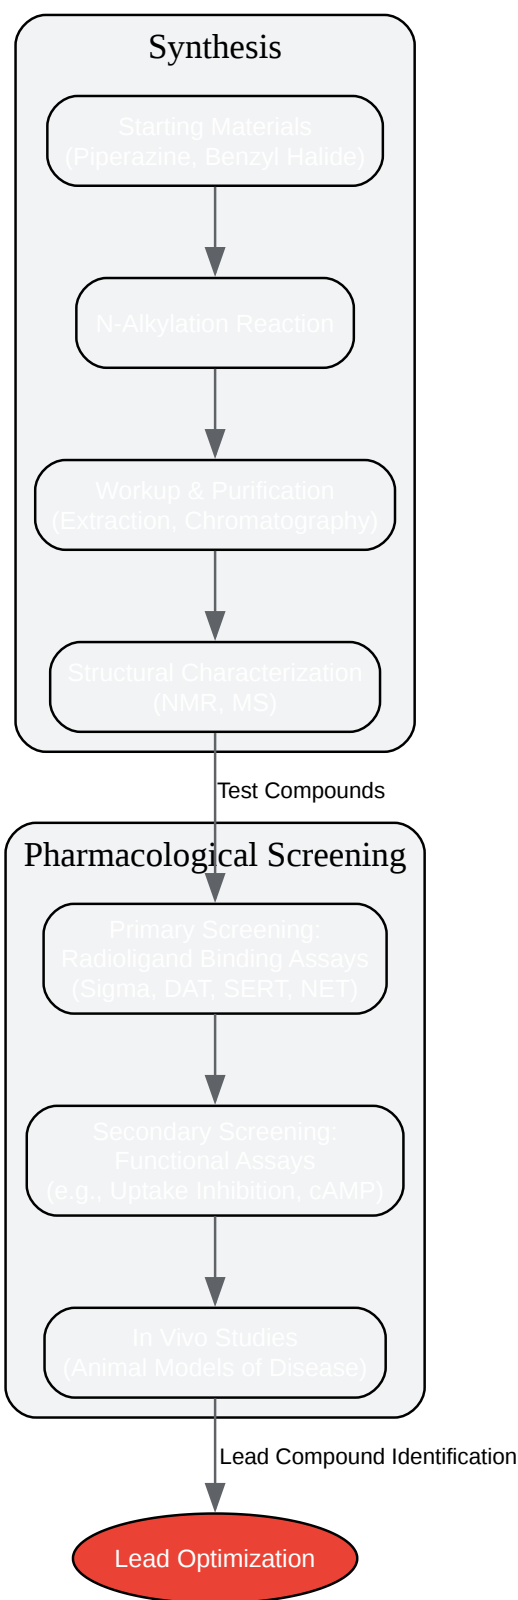 Synthesis
Starting Materials
(Piperazine, Benzyl Halide)
N-Alkylation Reaction
Workup & Purification
(Extraction, Chromatography)
Structural Characterization
(NMR, MS)
Test Compounds
Pharmacological Screening
Primary Screening:
Radioligand Binding Assays
(Sigma, DAT, SERT, NET)
Secondary Screening:
Functional Assays
(e.g., Uptake Inhibition, cAMP)
In Vivo Studies
(Animal Models of Disease)
Lead Compound Identification
Lead Optimization